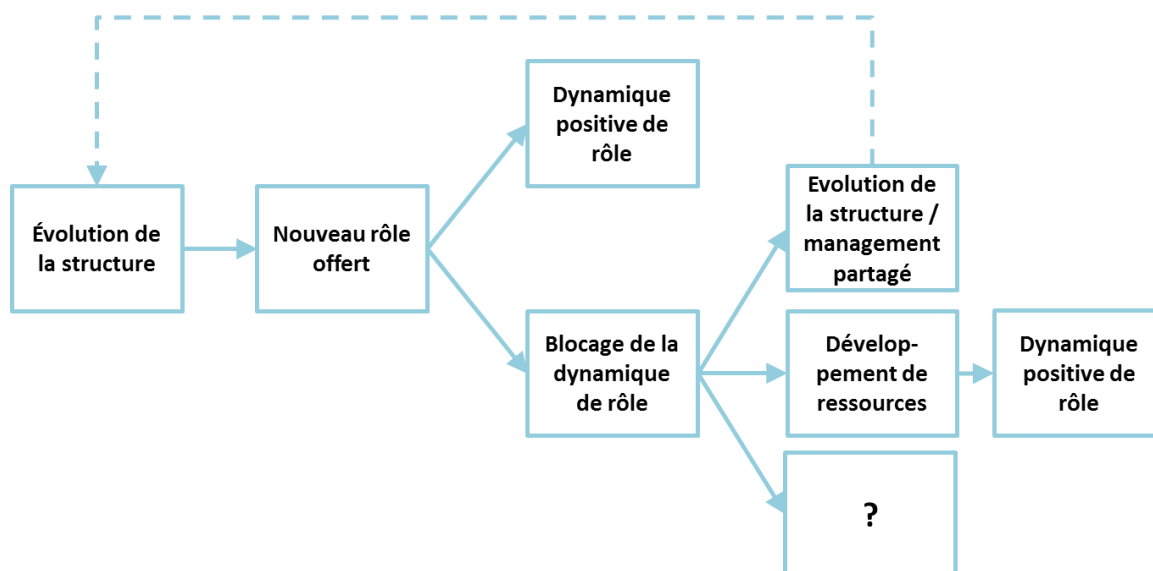 Évolution de
la structure
Nouveau rôle
offert
Dynamique
positive de
rôle
Blocage de la
dynamique
de rôle
Evolution de
la structure /
management
partagé
Dévelop-
pement de
ressources
Dynamique
positive de
rôle
?